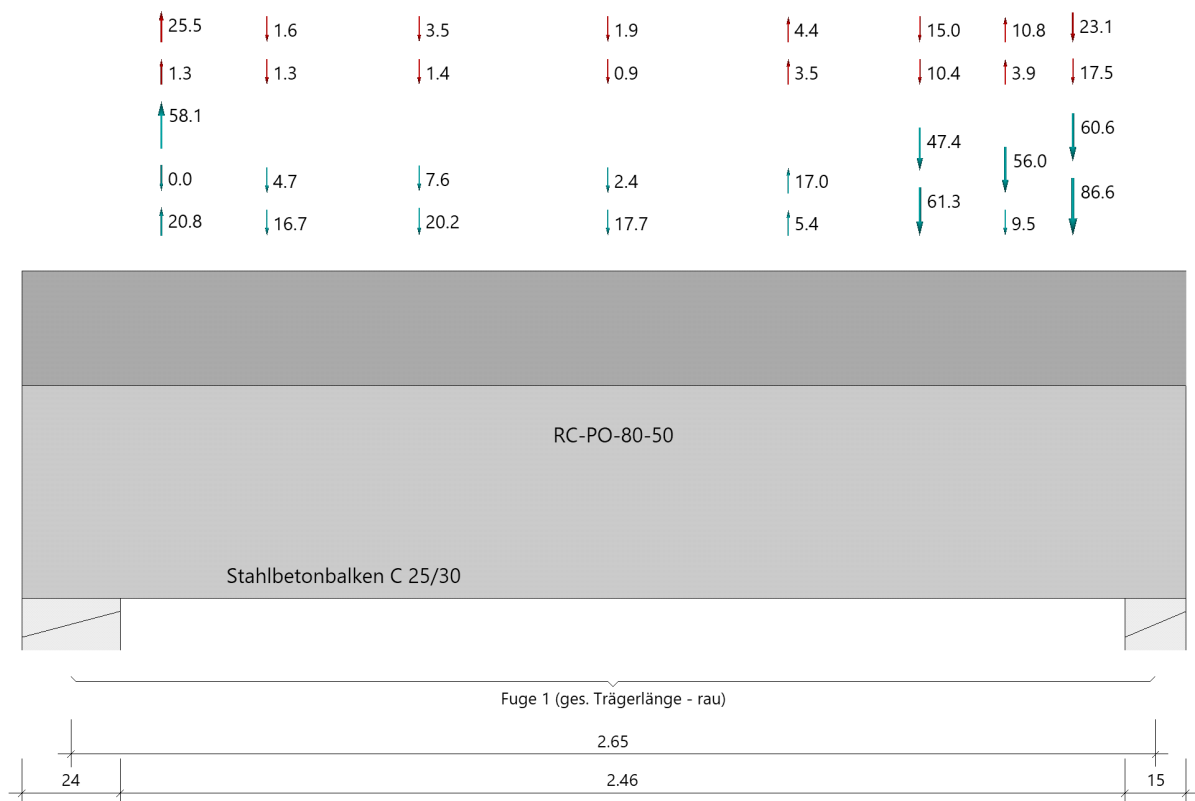 25.5 1.6 3.5 1.9 4.4 15.0 10.8 23.1
1.3 1.3 1.4 0.9 3.5 10.4 3.9 17.5
58.1 47.4 60.6
0.0 4.7 7.6 2.4 17.0 56.0
20.8 16.7 20.2 17.7 5.4 61.3 9.5 86.6
RC-PO-80-50
Stahlbetonbalken C 25/30
Fuge 1 (ges. Trägerlänge - rau)
2.65
24 2.46 15